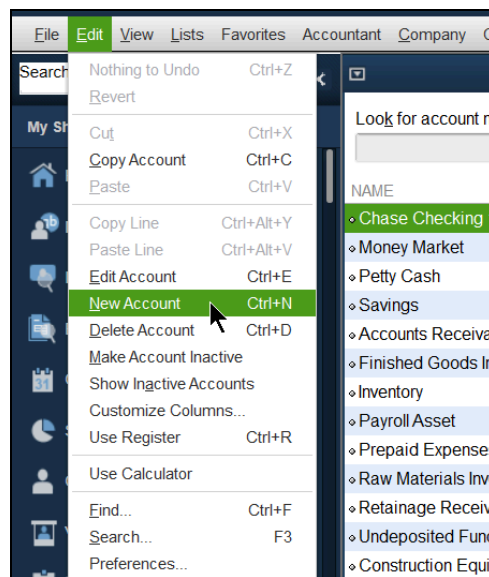 File Edit View Lists Favorites Accountant Company
Search
My Sh
Nothing to Undo Ctrl+Z
Revert
Cut Ctrl+X
Copy Account Ctrl+C
Paste Ctrl+V
Copy Line Ctrl+Alt+Y
Paste Line Ctrl+Alt+V
Edit Account Ctrl+E
New Account Ctrl+N
Delete Account Ctrl+D
Make Account Inactive
Show Inactive Accounts
Customize Columns...
Use Register Ctrl+R
Use Calculator
Find... Ctrl+F
Search... F3
Preferences...
31
Look for account n
NAME
Chase Checking
Money Market
Petty Cash
Savings
Accounts Receiva
Finished Goods In
Inventory
Payroll Asset
Prepaid Expense
Raw Materials Inv
Retainage Receiv
Undeposited Fun
Construction Equi